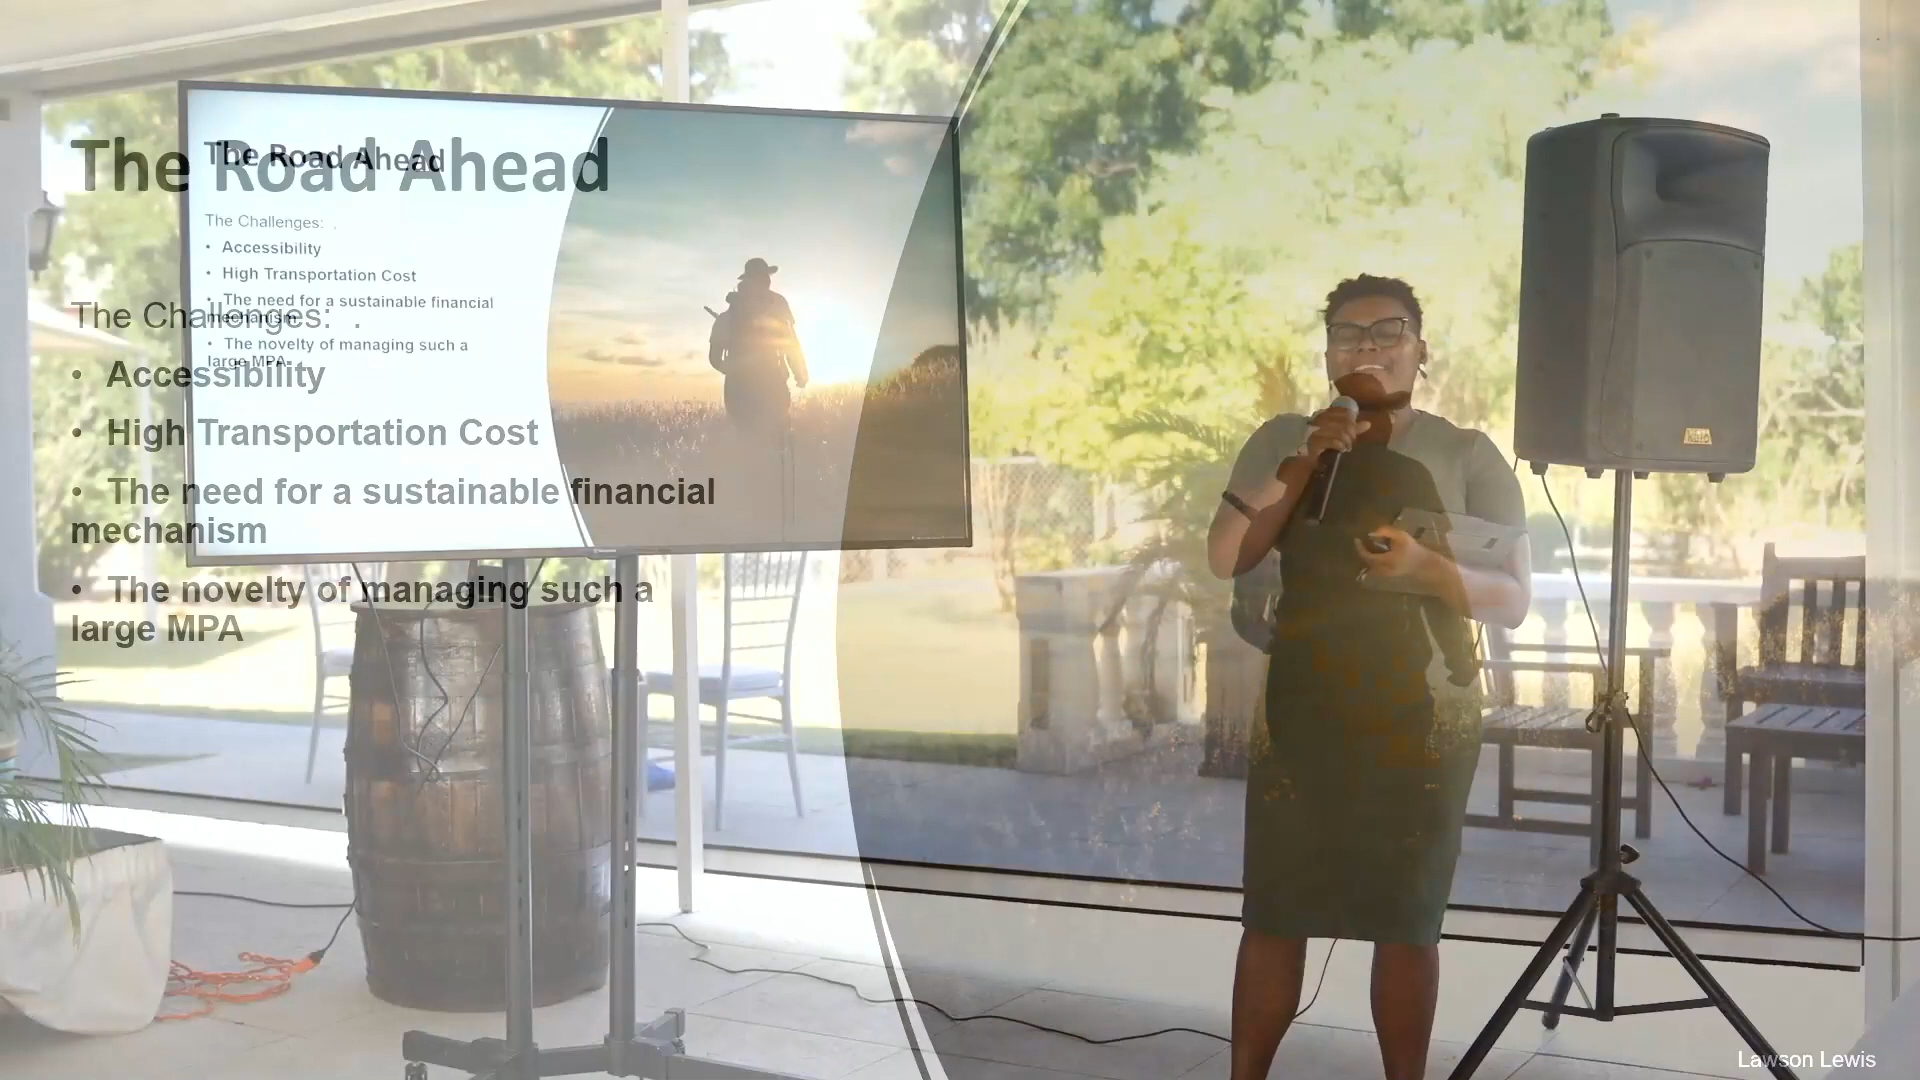 The Road Ahead
The Challenges: .
• Accessibility
• High Transportation Cost
• The need for a sustainable financial
mechanism
• The novelty of managing such a
large MPA
The Road Ahead
The Challenges: .
• Accessibility
• High Transportation Cost
• The need for a sustainable financial
mechanism
• The novelty of managing such a
large MPA
Lawson Lewis